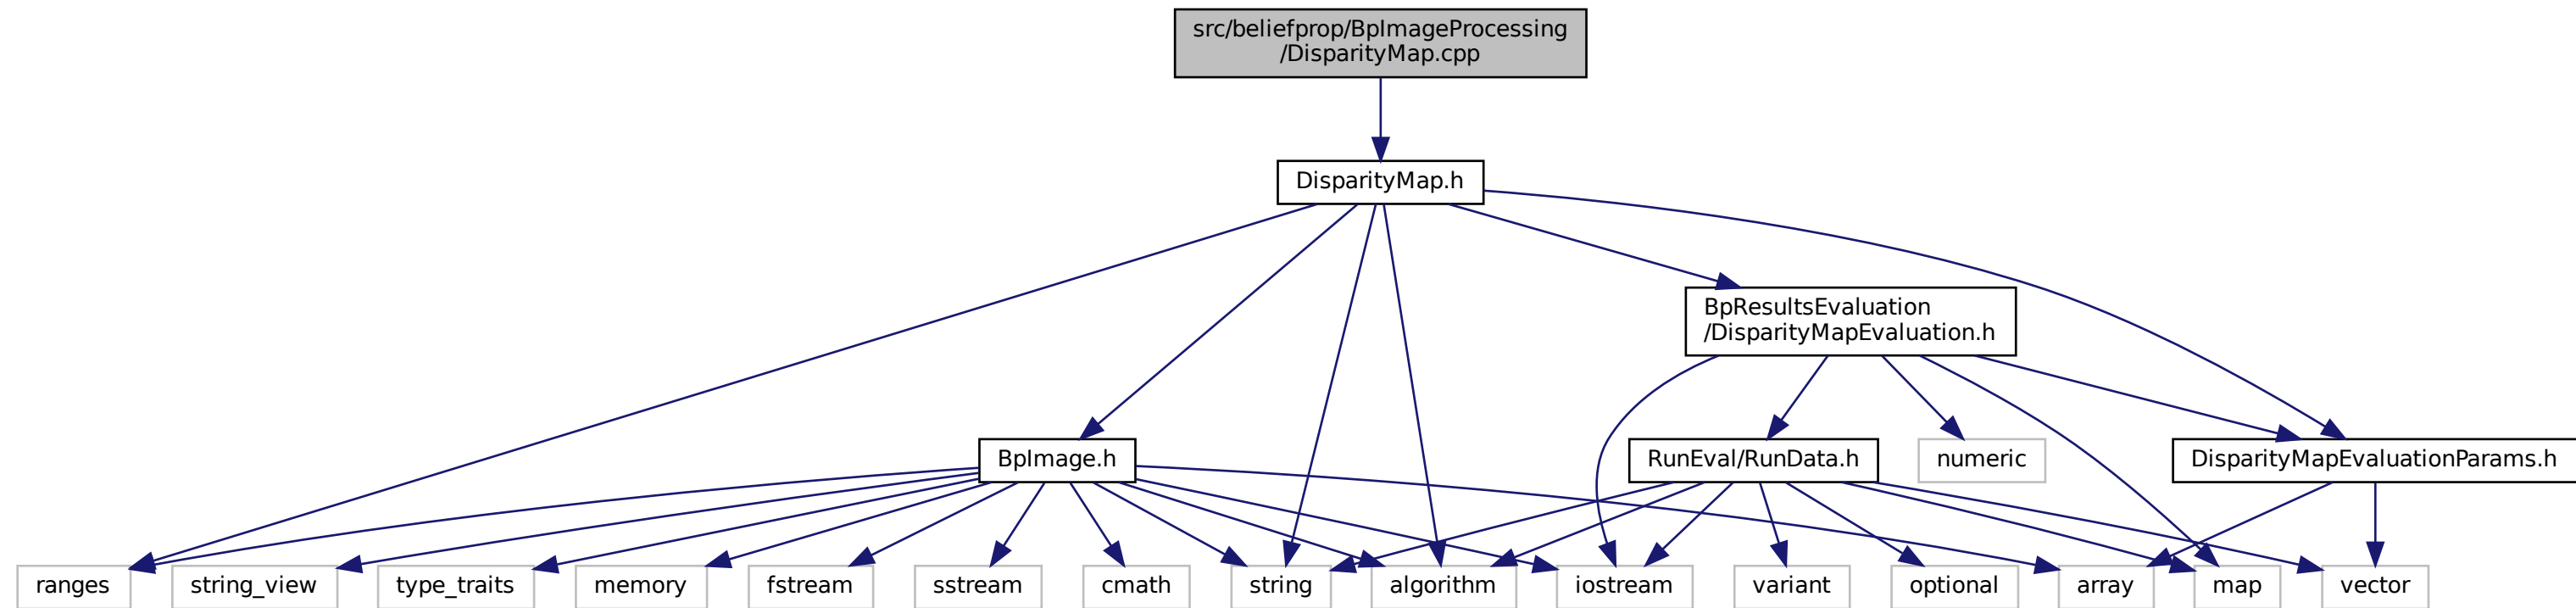 src/beliefprop/BpImageProcessing
/DisparityMap.cpp
DisparityMap.h
BpResultsEvaluation
/DisparityMapEvaluation.h
BpImage.h
RunEval/RunData.h
numeric
DisparityMapEvaluationParams.h
ranges
string_view
type_traits
memory
fstream
sstream
cmath
string
algorithm
iostream
variant
optional
array
map
vector